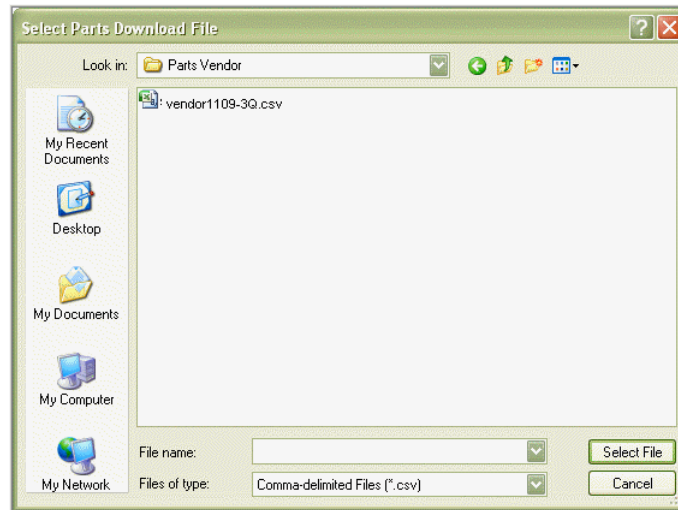 Select Parts Download File
Look in: Parts Vendor
vendor1109-3Q.csv
My Recent
Documents
Desktop
My Documents
My Computer
My Network
File name:
Select File
Files of type: Comma-delimited Files (*.csv)
Cancel